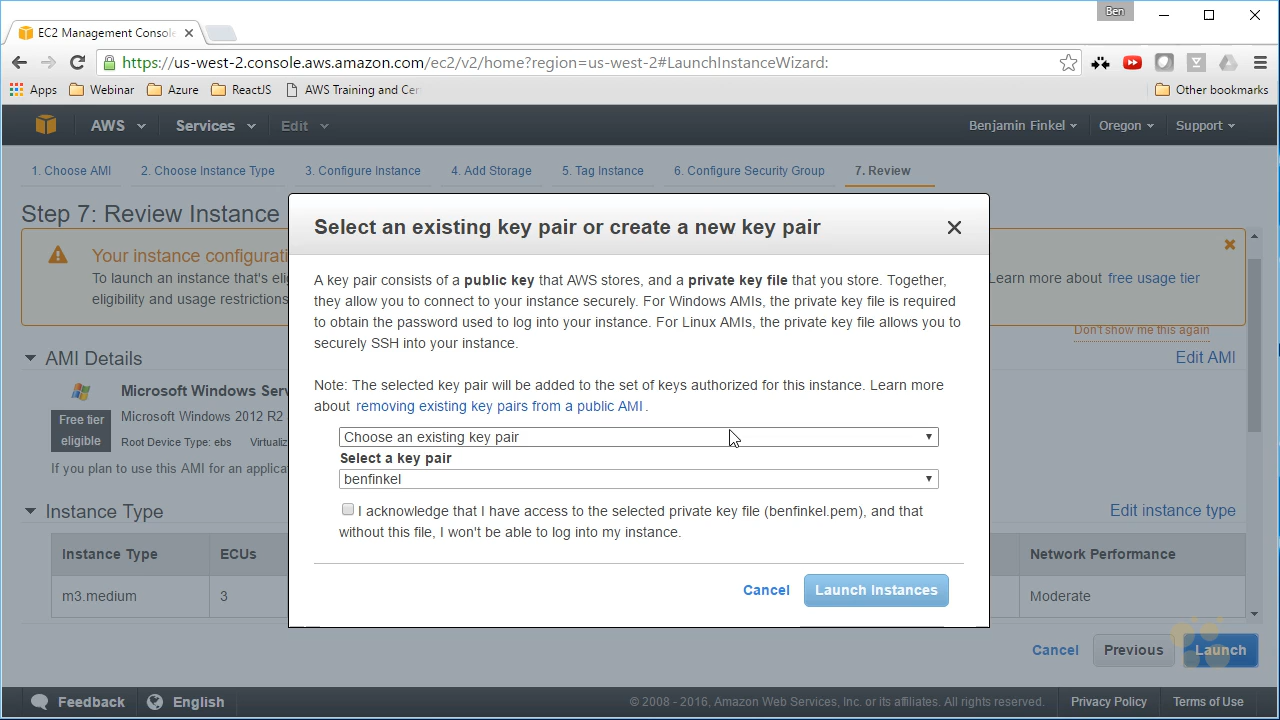 Ben
EC2 Management Console
https://us-west-2.console.aws.amazon.com/ec2/v2/home?region=us-west-2#LaunchInstanceWizard:
Apps Webinar Azure ReactJS AWS Training and Cer Other bookmarks
AWS Services Edit Benjamin Finkel Oregon Support
1. Choose AMI 2. Choose Instance Type 3. Configure Instance 4. Add Storage 5. Tag Instance 6. Configure Security Group 7. Review
Step 7: Review Instance
Select an existing key pair or create a new key pair
Your instance configurati
To launch an instance that's eli
Learn more about free usage tier
eligibility and usage restrictions
Don't show me this again
A key pair consists of a public key that AWS stores, and a private key file that you store. Together,
they allow you to connect to your instance securely. For Windows AMIs, the private key file is required
to obtain the password used to log into your instance. For Linux AMIs, the private key file allows you to
securely SSH into your instance.
Note: The selected key pair will be added to the set of keys authorized for this instance. Learn more
about removing existing key pairs from a public AMI.
Choose an existing key pair
Select a key pair
benfinkel
I acknowledge that I have access to the selected private key file (benfinkel.pem), and that
without this file, I won't be able to log into my instance.
Cancel Launch Instances
AMI Details
Edit AMI
Microsoft Windows Serv
Free tier
eligible
Microsoft Windows 2012 R2
Root Device Type: ebs Virtualiz
If you plan to use this AMI for an applica
Instance Type
Edit instance type
Instance Type ECUs Network Performance
m3.medium 3 Moderate
Cancel Previous Launch
Feedback English © 2008 - 2016, Amazon Web Services, Inc. or its affiliates. All rights reserved. Privacy Policy Terms of Use